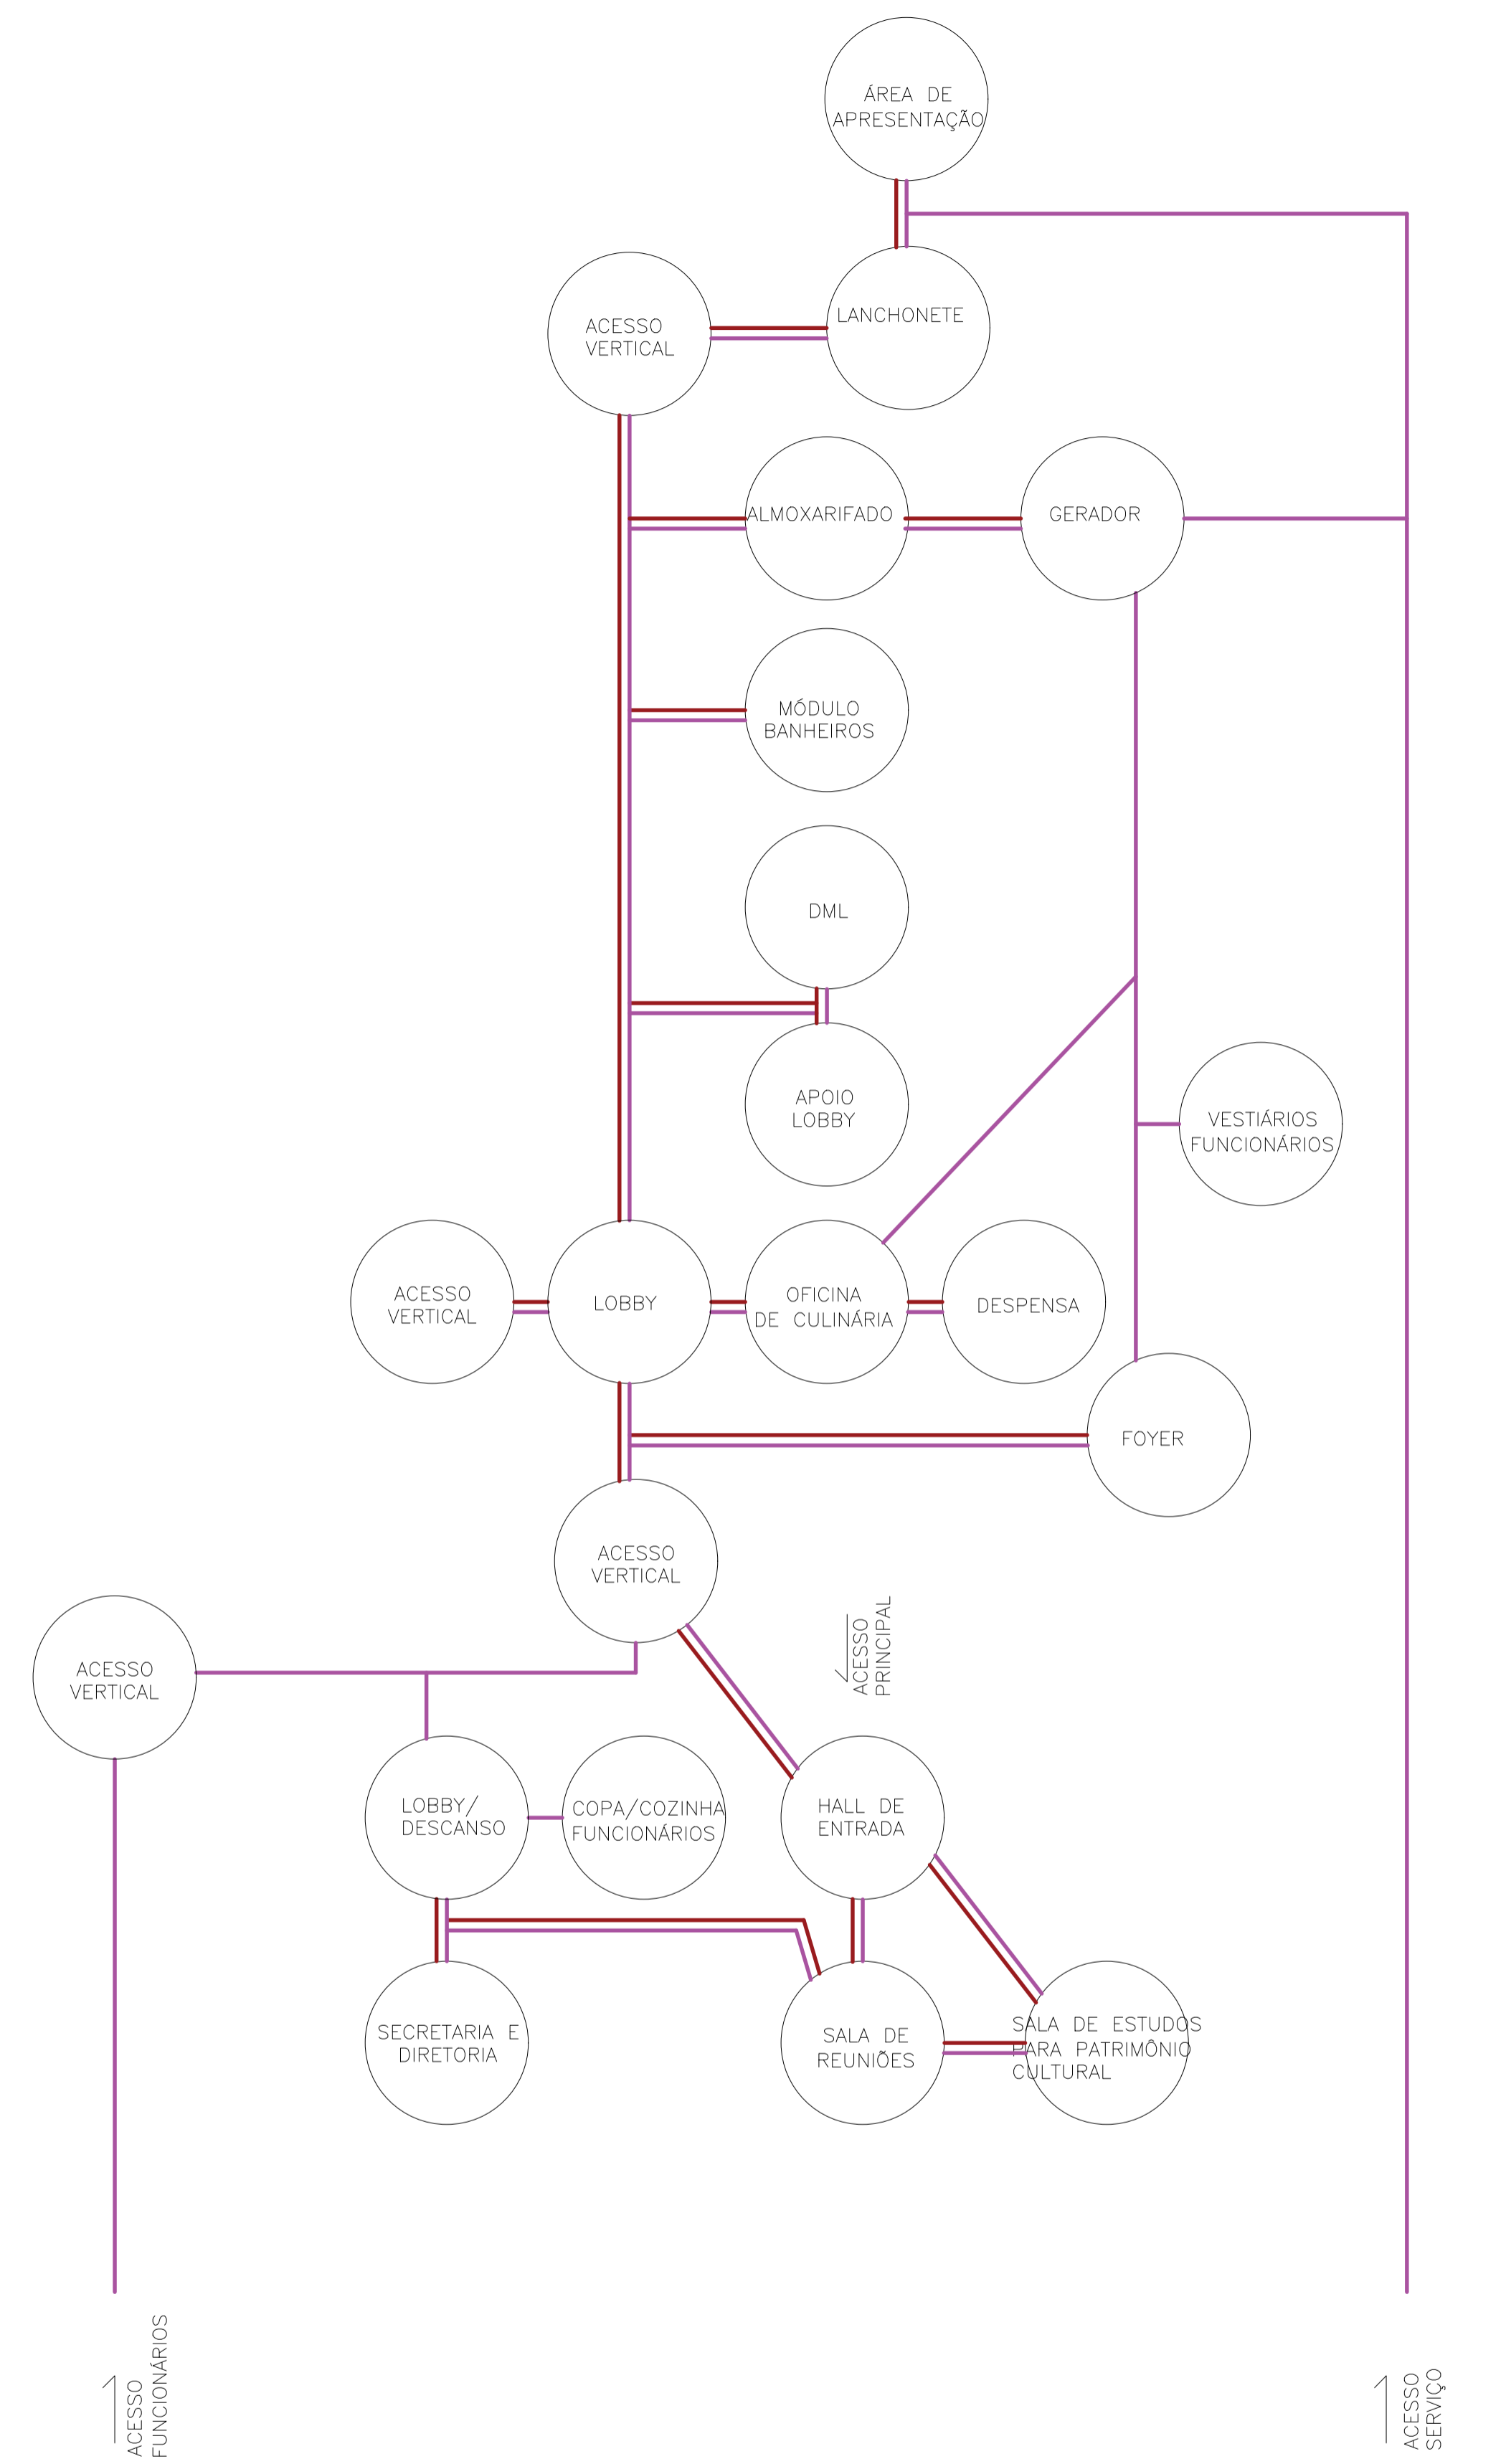 ÁREA DE
APRESENTAÇÃO
LANCHONETE
ACESSO
VERTICAL
ALMOXARIFADO
GERADOR
MÓDULO
BANHEIROS
DML
APOIO
LOBBY
VESTIÁRIOS
FUNCIONÁRIOS
ACESSO
VERTICAL
LOBBY
OFICINA
DE CULINÁRIA
DESPENSA
FOYER
ACESSO
VERTICAL
ACESSO
PRINCIPAL
ACESSO
VERTICAL
LOBBY/
DESCANSO
COPA/COZINHA
FUNCIONÁRIOS
HALL DE
ENTRADA
SECRETARIA E
DIRETORIA
SALA DE
REUNIÕES
SALA DE ESTUDOS
PARA PATRIMÔNIO
CULTURAL
ACESSO
FUNCIONÁRIOS
ACESSO
SERVIÇO